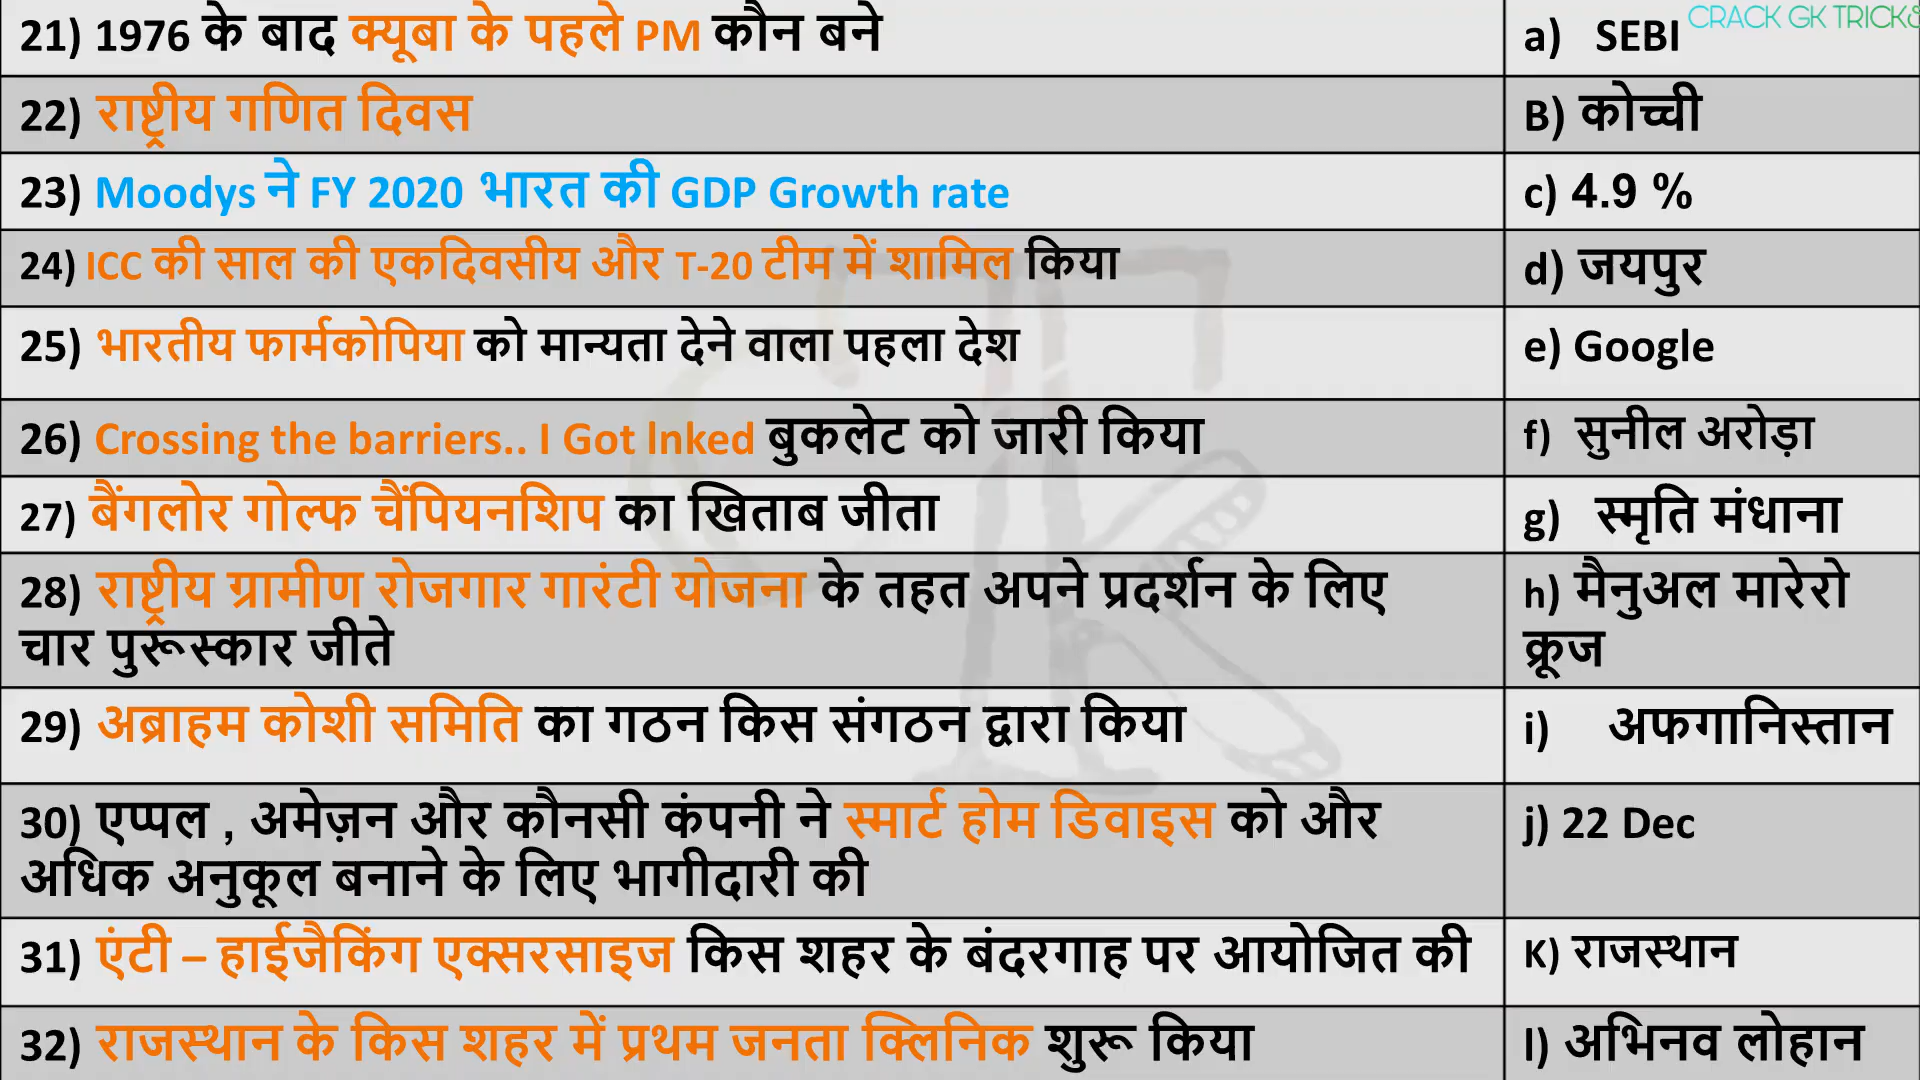 21) 1976 के बाद क्यूबा के पहले PM कौन बने
a) SEBI
CRACK GK TRICKS
22) राष्ट्रीय गणित दिवस
B) कोच्ची
23) Moodys ने FY 2020 भारत की GDP Growth rate
c) 4.9 %
24) ICC की साल की एकदिवसीय और T-20 टीम में शामिल किया
d) जयपुर
25) भारतीय फार्मकोपिया को मान्यता देने वाला पहला देश
e) Google
26) Crossing the barriers.. I Got lnked बुकलेट को जारी किया
f) सुनील अरोड़ा
27) बैंगलोर गोल्फ चैंपियनशिप का खिताब जीता
g) स्मृति मंधाना
28) राष्ट्रीय ग्रामीण रोजगार गारंटी योजना के तहत अपने प्रदर्शन के लिए
चार पुरूस्कार जीते
h) मैनुअल मारेरो
क्रूज
29) अब्राहम कोशी समिति का गठन किस संगठन द्वारा किया
i) अफगानिस्तान
30) एप्पल , अमेज़न और कौनसी कंपनी ने स्मार्ट होम डिवाइस को और
अधिक अनुकूल बनाने के लिए भागीदारी की
j) 22 Dec
31) एंटी – हाईजैकिंग एक्सरसाइज किस शहर के बंदरगाह पर आयोजित की
K) राजस्थान
32) राजस्थान के किस शहर में प्रथम जनता क्लिनिक शुरू किया
l) अभिनव लोहान